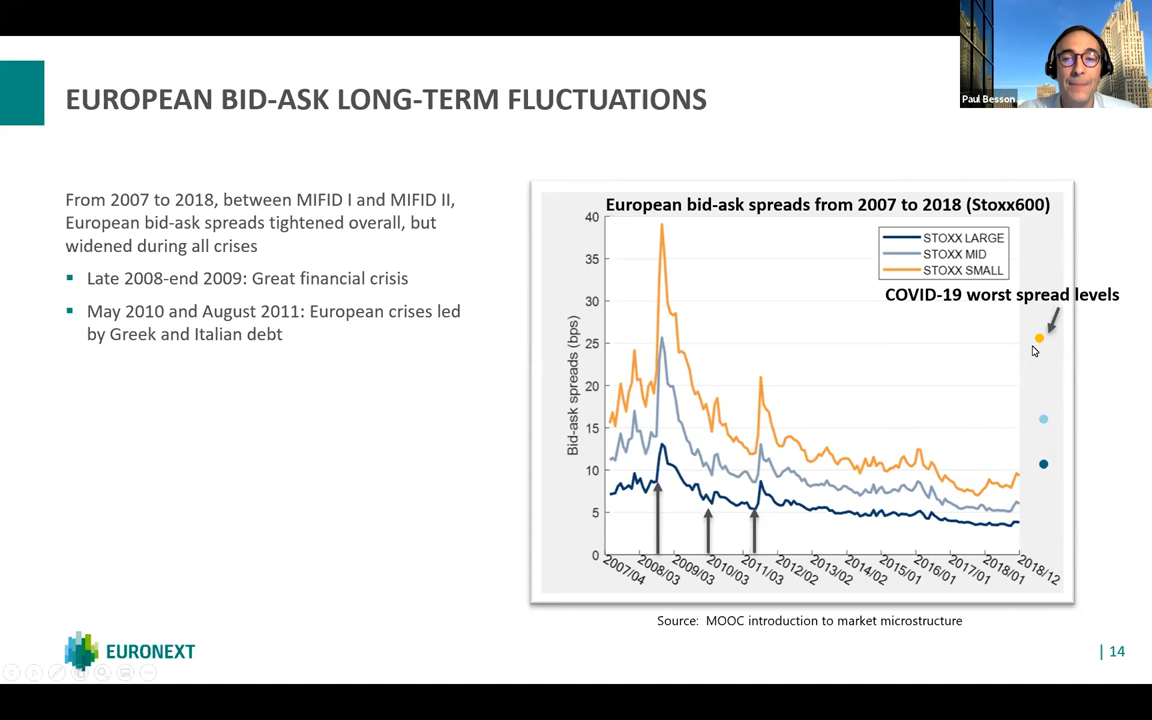 Paul Besson
EUROPEAN BID-ASK LONG-TERM FLUCTUATIONS
From 2007 to 2018, between MIFID I and MIFID II,
European bid-ask spreads tightened overall, but
widened during all crises
Late 2008-end 2009: Great financial crisis
May 2010 and August 2011: European crises led
by Greek and Italian debt
European bid-ask spreads from 2007 to 2018 (Stoxx600)
STOXX LARGE
STOXX MID
STOXX SMALL
COVID-19 worst spread levels
Bid-ask spreads (bps)
40
35
30
25
20
15
10
5
0
2007/04
2008/03
2009/03
2010/03
2011/03
2012/02
2013/02
2014/02
2015/01
2016/01
2017/01
2018/01
2018/12
Source: MOOC introduction to market microstructure
EURONEXT
| 14